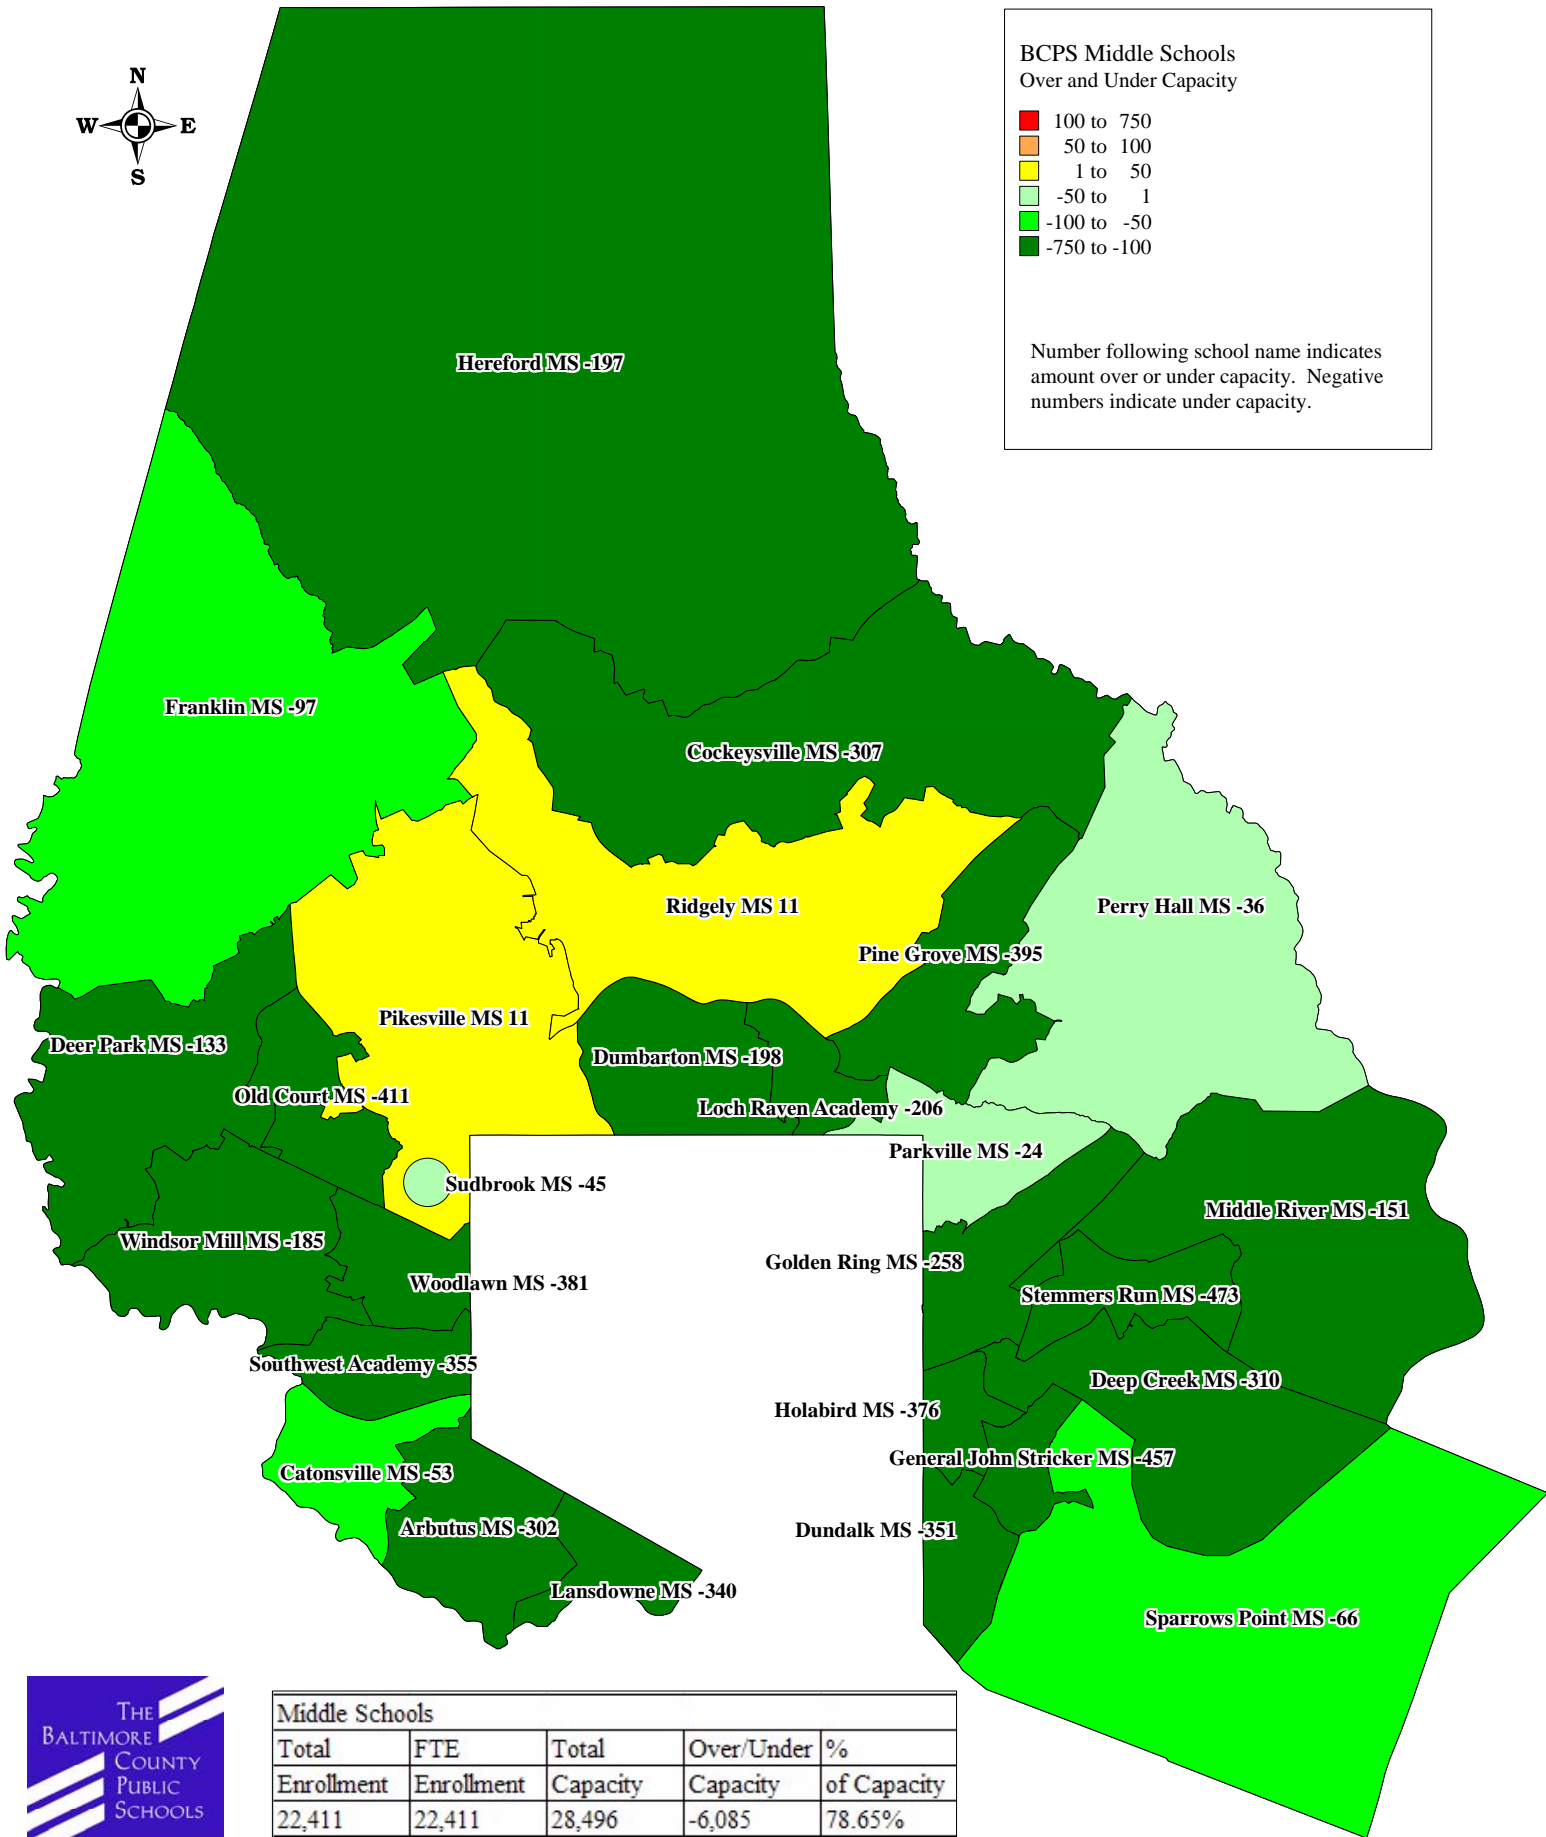 BCPS Middle Schools
Over and Under Capacity
100 to 750
50 to 100
1 to 50
-50 to 1
-100 to -50
-750 to -100
Number following school name indicates
amount over or under capacity. Negative
numbers indicate under capacity.
N
W E
S
Hereford MS -197
Franklin MS -97
Cockeysville MS -307
Ridgely MS 11
Perry Hall MS -36
Pine Grove MS -395
Pikesville MS 11
Deer Park MS -133
Dumbarton MS -198
Old Court MS -411
Loch Raven Academy -206
Parkville MS -24
Sudbrook MS -45
Middle River MS -151
Windsor Mill MS -185
Golden Ring MS -258
Woodlawn MS -381
Stemmers Run MS -473
Southwest Academy -355
Deep Creek MS -310
Holabird MS -376
General John Stricker MS -457
Catonsville MS -53
Arbutus MS -302
Dundalk MS -351
Lansdowne MS -340
Sparrows Point MS -66
THE
BALTIMORE
COUNTY
PUBLIC
SCHOOLS
Middle Schools
Total FTE Total Over/Under %
Enrollment Enrollment Capacity Capacity of Capacity
22,411 22,411 28,496 -6,085 78.65%